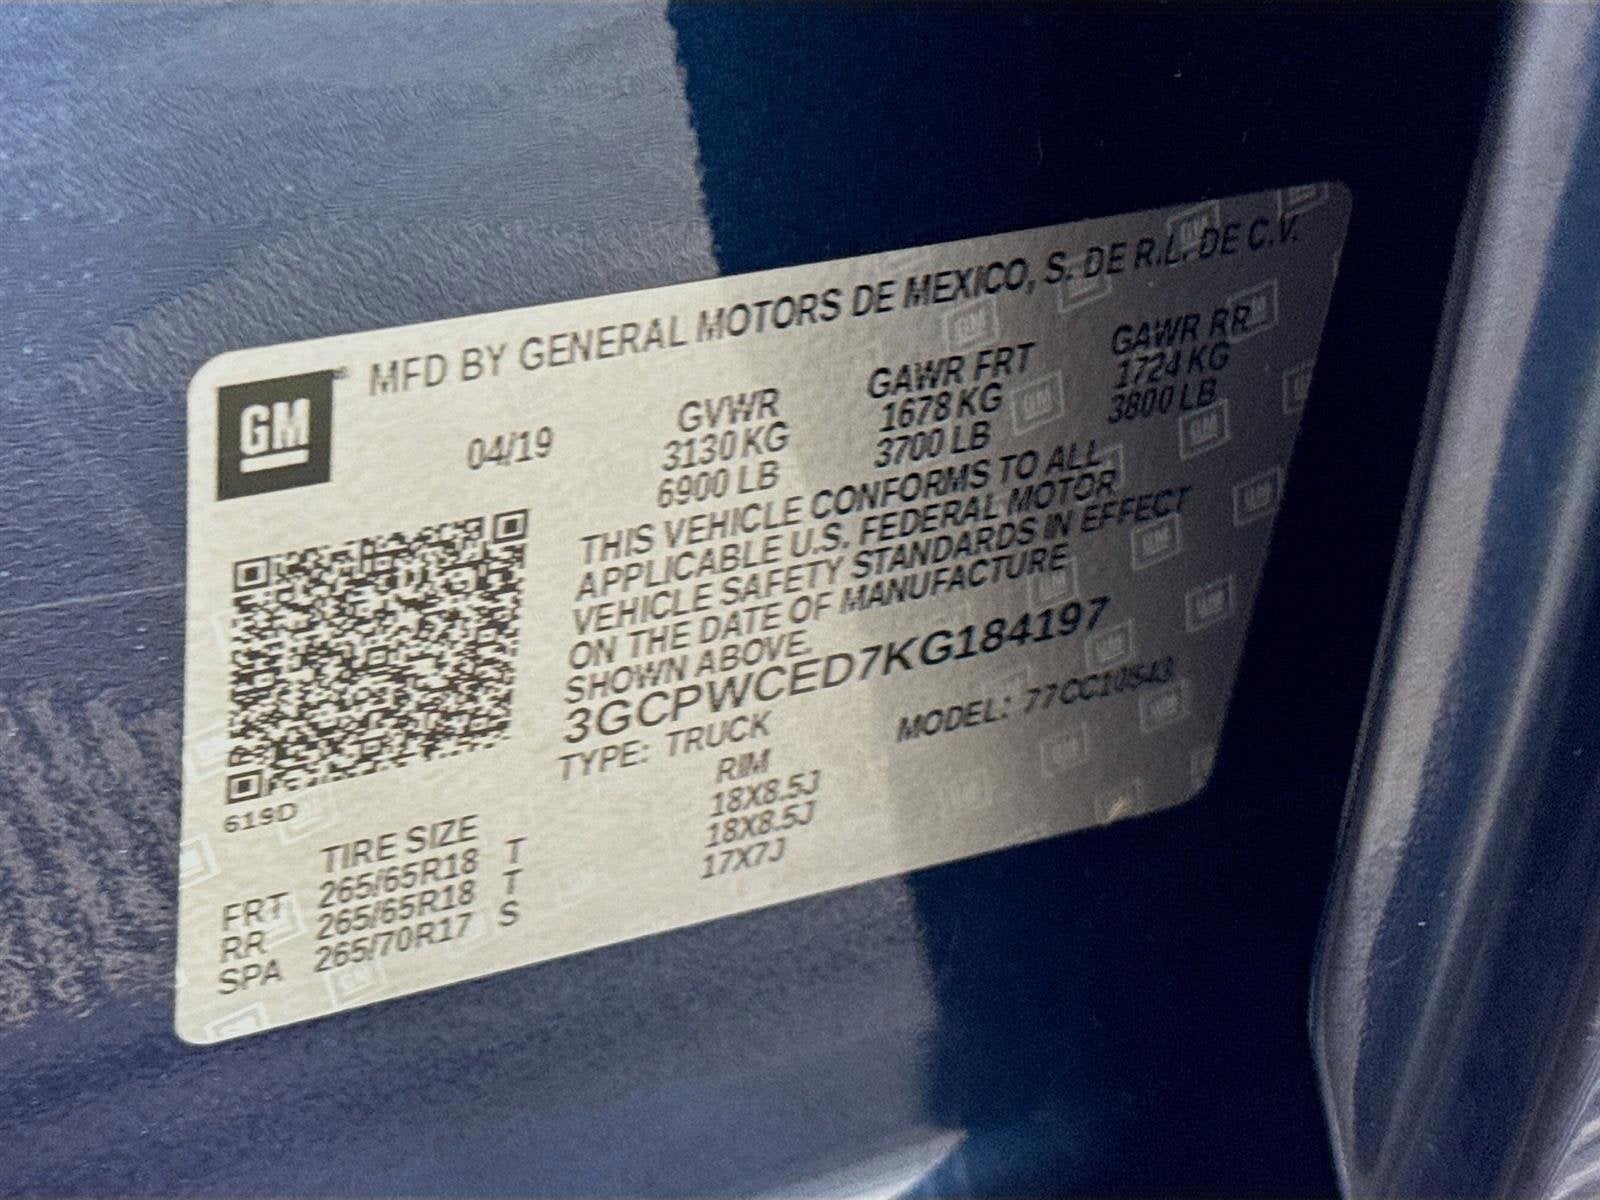 GM
MFD BY GENERAL MOTORS DE MEXICO, S. DE R.L. DE C.V.
04/19 GVWR GAWR FRT GAWR RR
3130 KG 1678 KG 1724 KG
6900 LB 3700 LB 3800 LB
THIS VEHICLE CONFORMS TO ALL
APPLICABLE U.S. FEDERAL MOTOR
VEHICLE SAFETY STANDARDS IN EFFECT
ON THE DATE OF MANUFACTURE
SHOWN ABOVE.
3GCPWCED7KG184197
TYPE: TRUCK MODEL: 77CC10543
619D
TIRE SIZE RIM
FRT 265/65R18 T 18X8.5J
RR 265/65R18 T 18X8.5J
SPA 265/70R17 S 17X7J